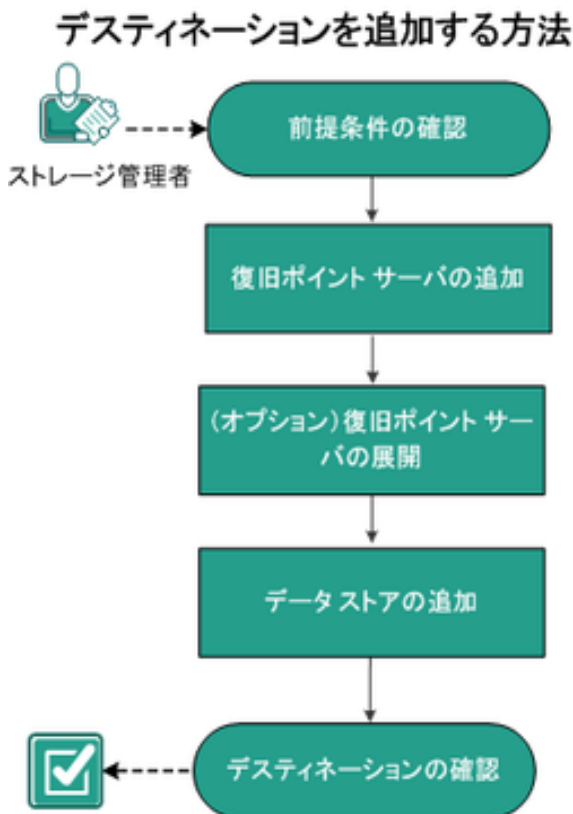 デスティネーションを追加する方法
前提条件の確認
ストレージ管理者
復旧ポイント サーバの追加
(オプション)復旧ポイント サー
バの展開
データストアの追加
デスティネーションの確認